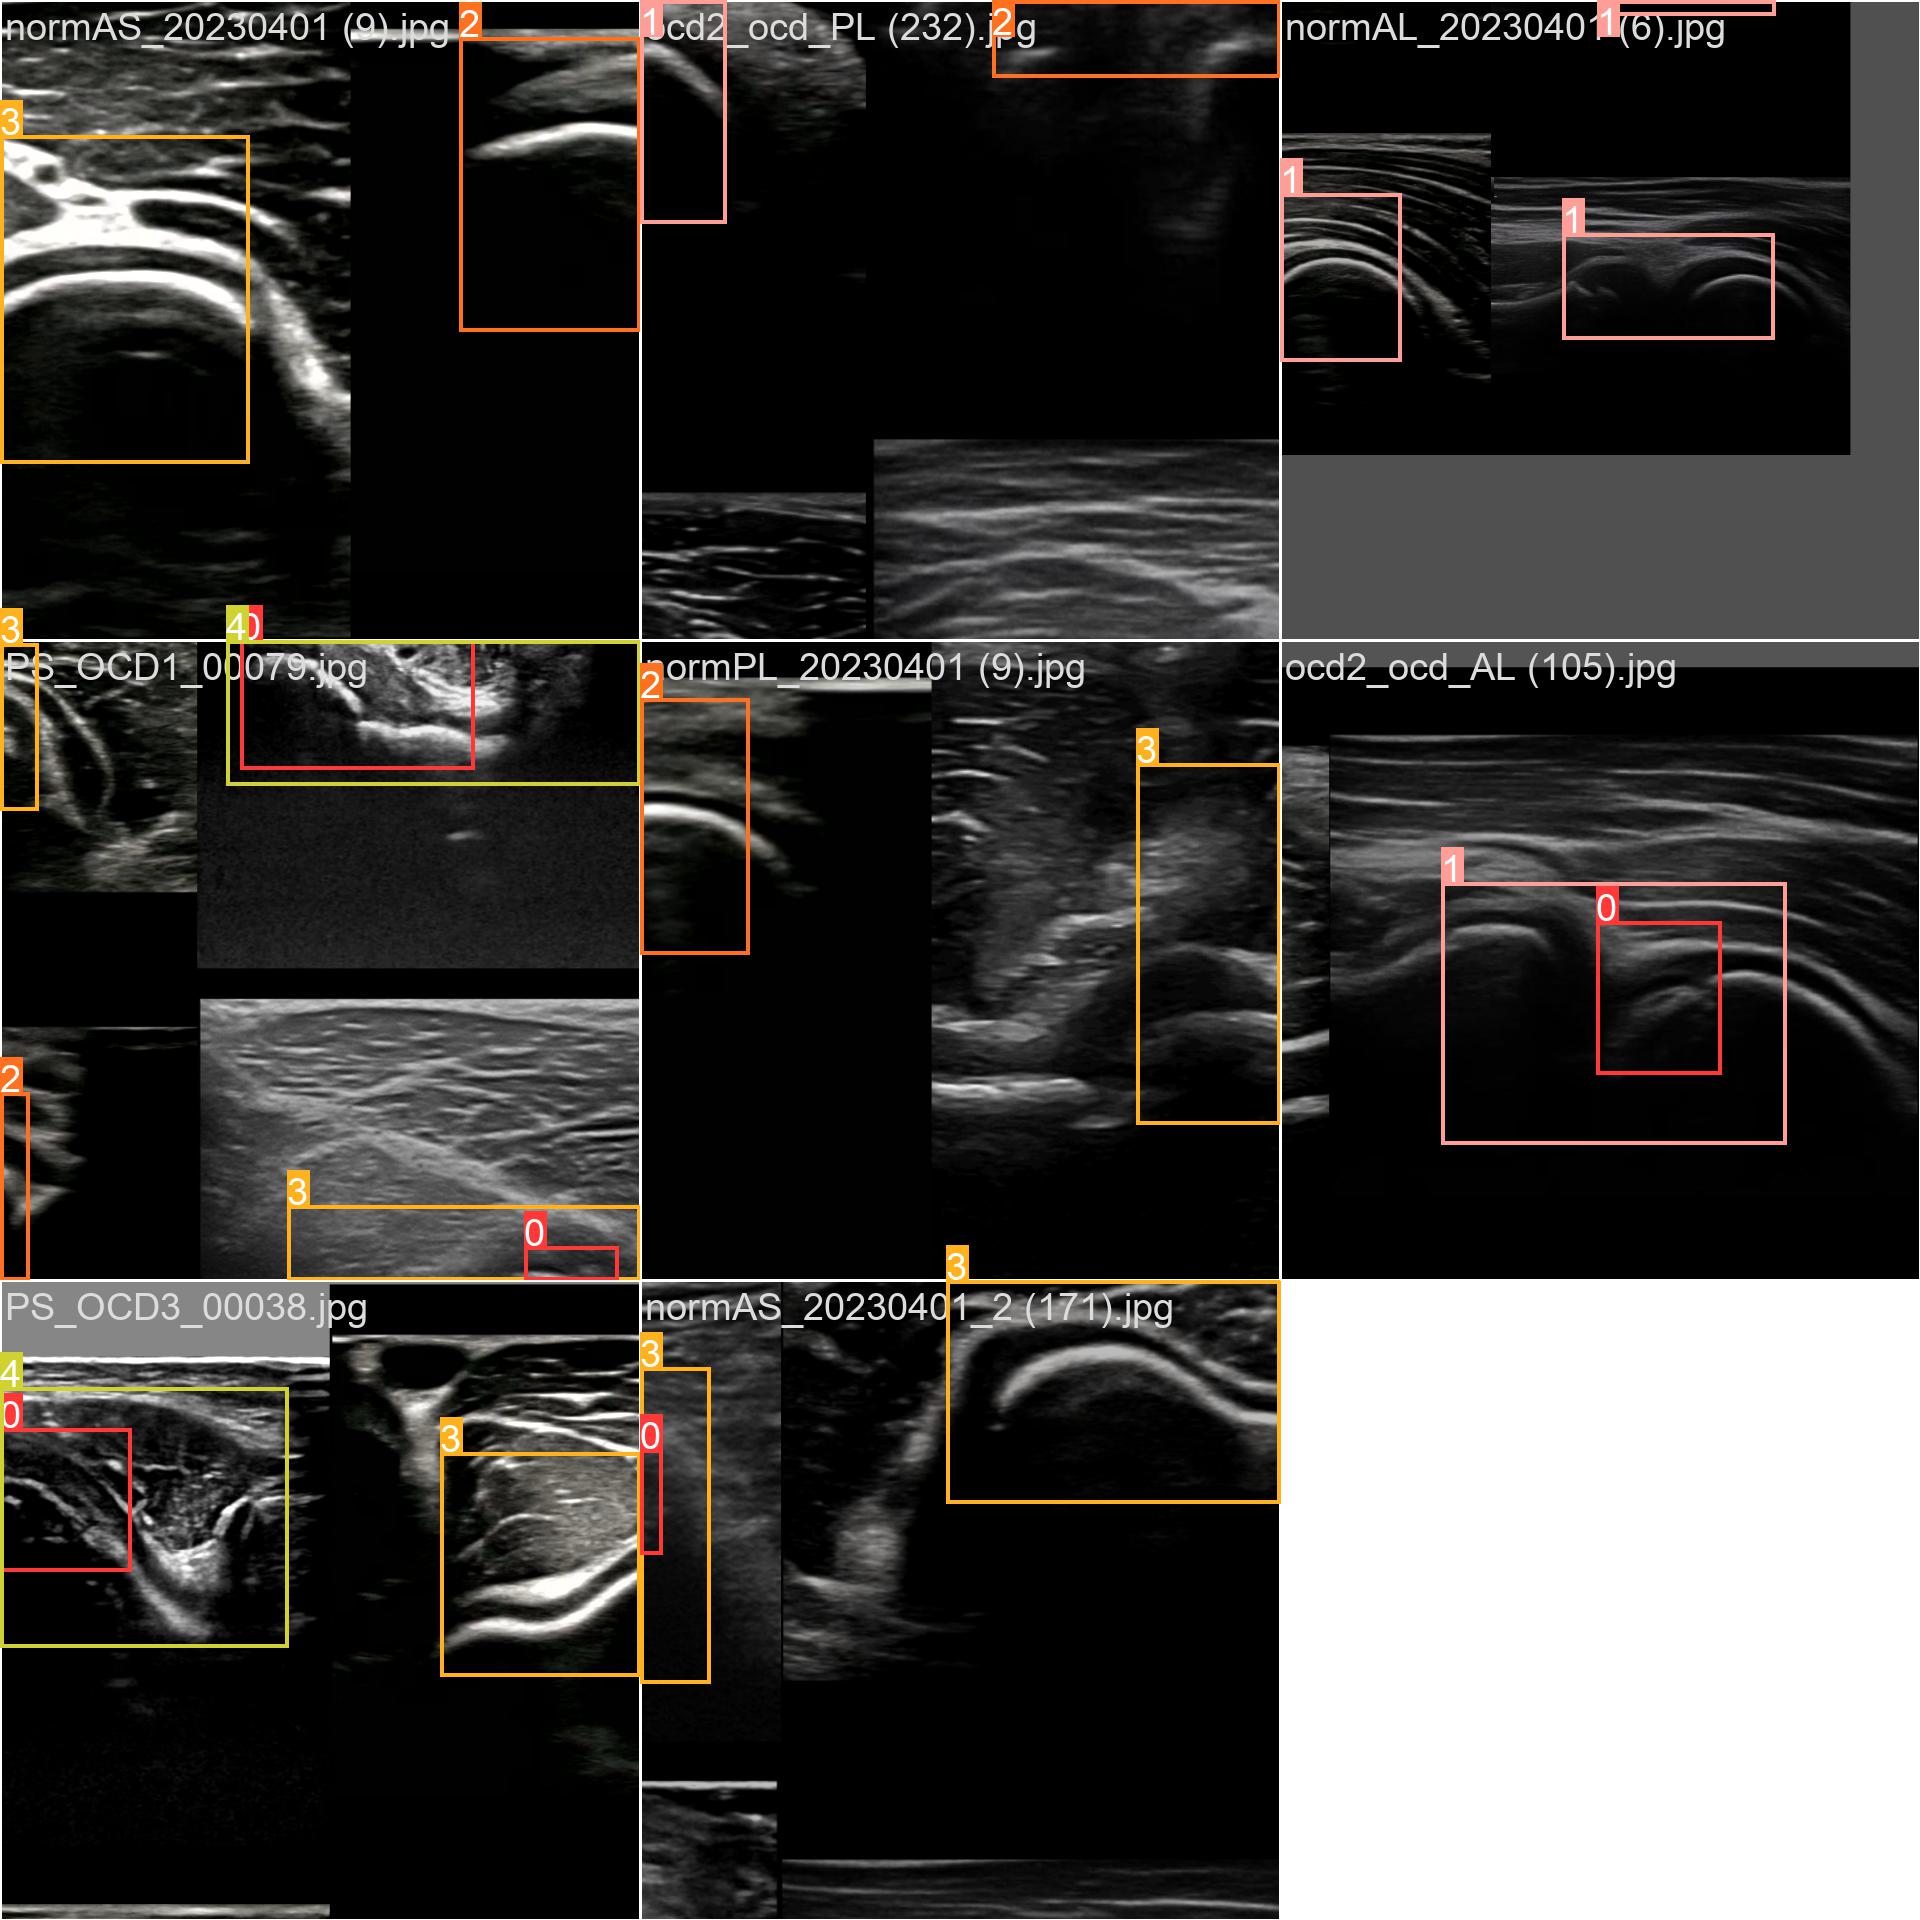 normAS_20230401 (9).jpg
2
3
1
ocd2_ocd_PL (232).jpg
2
normAL_20230401 (6).jpg
1
1
1
3
4
0
PS_OCD1_00079.jpg
2
3
0
2
normPL_20230401 (9).jpg
3
ocd2_ocd_AL (105).jpg
1
0
PS_OCD3_00038.jpg
4
0
3
3
normAS_20230401_2 (171).jpg
3
0